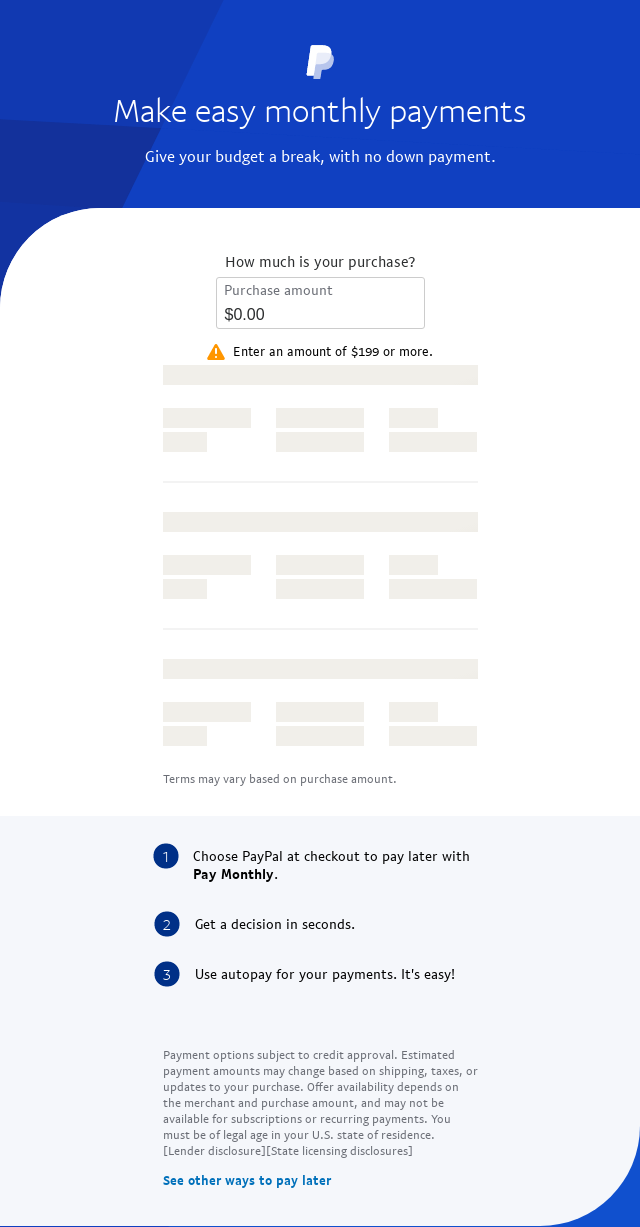 Make easy monthly payments
Give your budget a break, with no down payment.
How much is your purchase?
Purchase amount
$0.00
Enter an amount of $199 or more.
Terms may vary based on purchase amount.
1 Choose PayPal at checkout to pay later with
Pay Monthly.
2 Get a decision in seconds.
3 Use autopay for your payments. It's easy!
Payment options subject to credit approval. Estimated
payment amounts may change based on shipping, taxes, or
updates to your purchase. Offer availability depends on
the merchant and purchase amount, and may not be
available for subscriptions or recurring payments. You
must be of legal age in your U.S. state of residence.
[Lender disclosure][State licensing disclosures]
See other ways to pay later